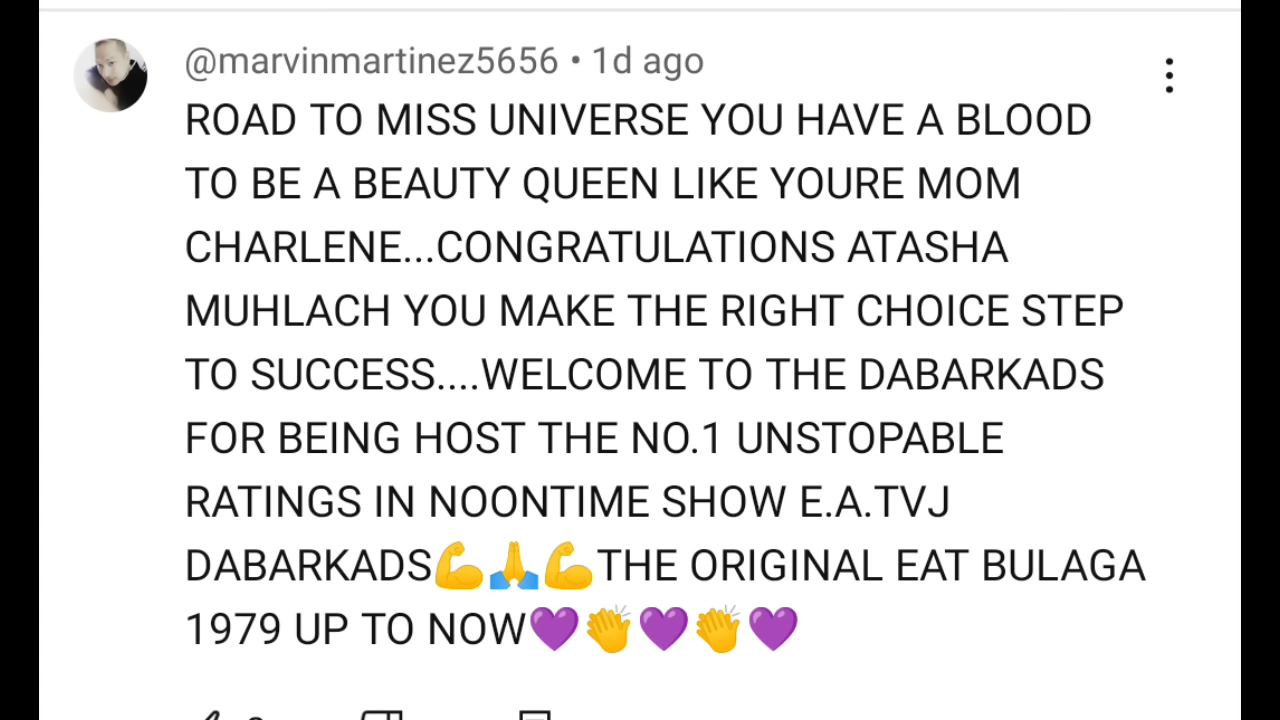 @marvinmartinez5656 • 1d ago
ROAD TO MISS UNIVERSE YOU HAVE A BLOOD
TO BE A BEAUTY QUEEN LIKE YOURE MOM
CHARLENE...CONGRATULATIONS ATASHA
MUHLACH YOU MAKE THE RIGHT CHOICE STEP
TO SUCCESS....WELCOME TO THE DABARKADS
FOR BEING HOST THE NO.1 UNSTOPABLE
RATINGS IN NOONTIME SHOW E.A.TVJ
DABARKADS💪🙏💪THE ORIGINAL EAT BULAGA
1979 UP TO NOW💜👏💜👏💜